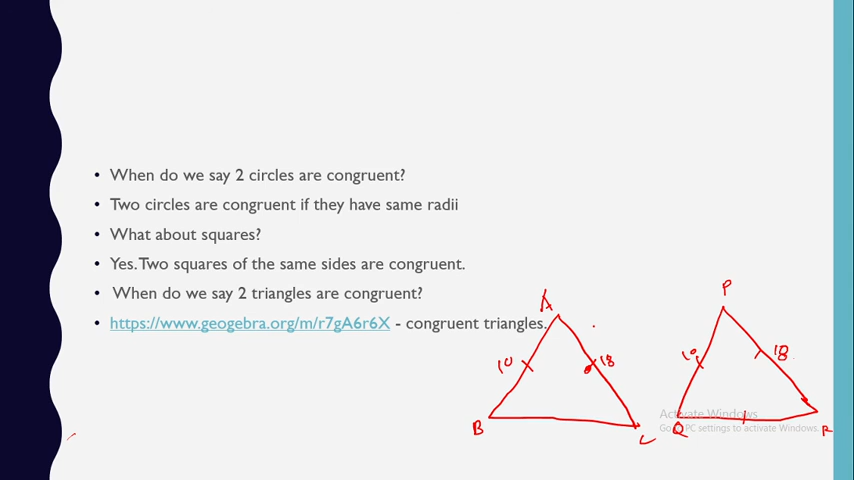 • When do we say 2 circles are congruent?
• Two circles are congruent if they have same radii
• What about squares?
• Yes. Two squares of the same sides are congruent.
• When do we say 2 triangles are congruent?
• https://www.geogebra.org/m/r7gA6r6X - congruent triangles.
P
A
10 18
10 18
B C
Q R
Activate Windows
Go to PC settings to activate Windows.